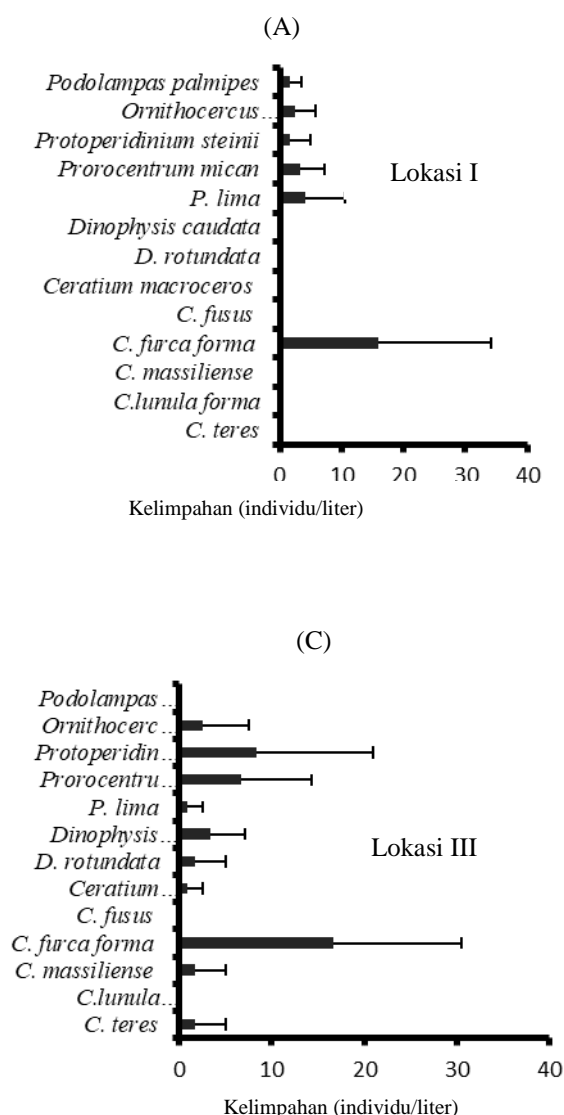 (A)
Podolampas palmipes
Ornithocercus ...
Protoperidinium steinii
Prorocentrum mican
P. lima
Dinophysis caudata
D. rotundata
Ceratium macroceros
C. fusus
C. furca forma
C. massiliense
C.lunula forma
C. teres
Lokasi I
0 10 20 30 40
Kelimpahan (individu/liter)
(C)
Podolampas ...
Ornithocerc ...
Protoperidin ...
Prorocentru ...
P. lima
Dinophysis ...
D. rotundata
Ceratium ...
C. fusus
C. furca forma
C. massiliense
C.lunula ...
C. teres
Lokasi III
0 10 20 30 40
Kelimpahan (individu/liter)